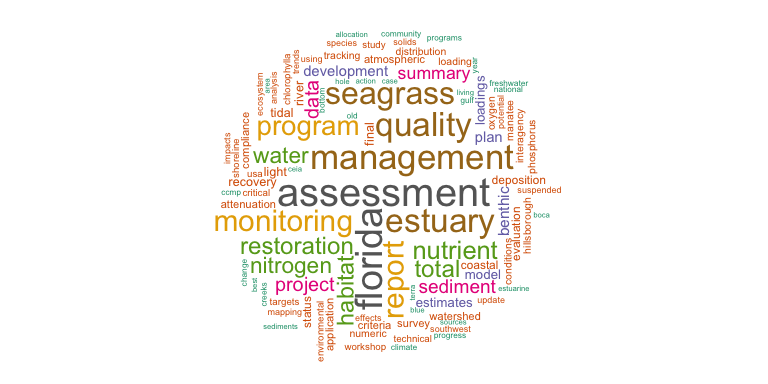 allocation
community
programs
species
study
solids
distribution
using
tracking
atmospheric
loading
year
trends
development
summary
freshwater
national
ecosystem
area
analysis
chlorophylla
river
data
bottom
hole
action
case
seagrass
living
gulf
loadings
oxygen
potential
manatee
tidal
old
program
final
quality
plan
interagency
phosphorus
impacts
shoreline
compliance
water
management
usa
light
ceia
recovery
deposition
suspended
ccmp
critical
assessment
attenuation
benthic
monitoring
florida
estuary
evaluation
hillsborough
boca
restoration
habitat
report
nutrient
conditions
nitrogen
total
coastal
model
change
best
creeks
project
terra
sediment
estuarine
targets
status
estimates
update
mapping
blue
watershed
sediments
environmental
application
effects
criteria
survey
sources
southwest
numeric
progress
technical
workshop
climate